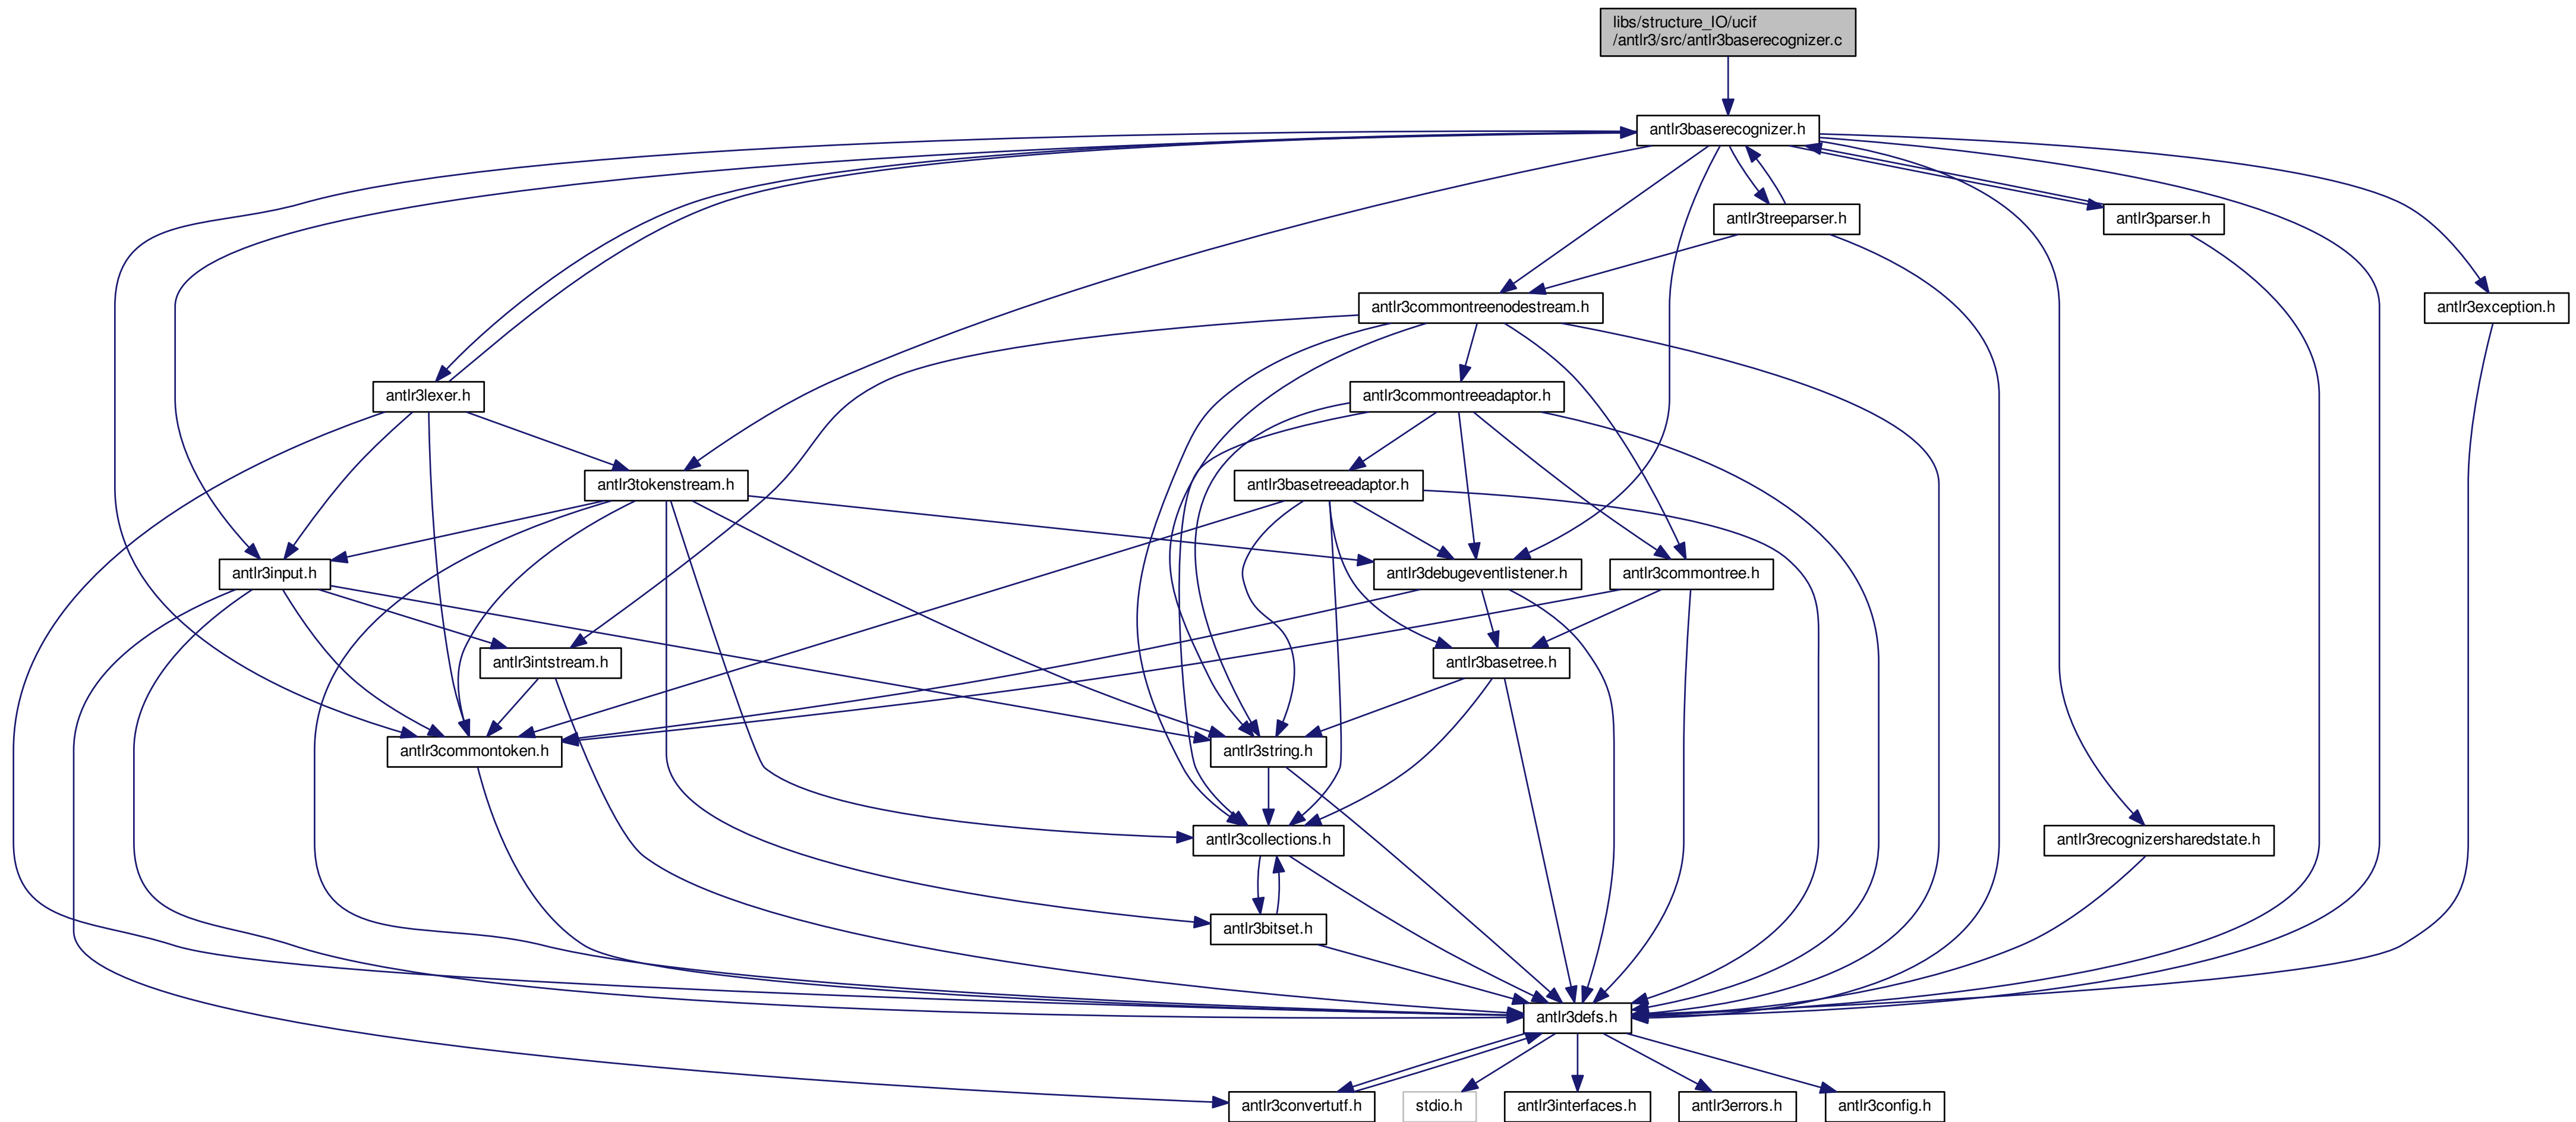 libs/structure_IO/ucif
/antlr3/src/antlr3baserecognizer.c
antlr3baserecognizer.h
antlr3treeparser.h
antlr3parser.h
antlr3commontreenodestream.h
antlr3exception.h
antlr3lexer.h
antlr3commontreeadaptor.h
antlr3tokenstream.h
antlr3basetreeadaptor.h
antlr3input.h
antlr3debugeventlistener.h
antlr3commontree.h
antlr3intstream.h
antlr3basetree.h
antlr3commontoken.h
antlr3string.h
antlr3collections.h
antlr3recognizersharedstate.h
antlr3bitset.h
antlr3defs.h
antlr3convertutf.h
stdio.h
antlr3interfaces.h
antlr3errors.h
antlr3config.h